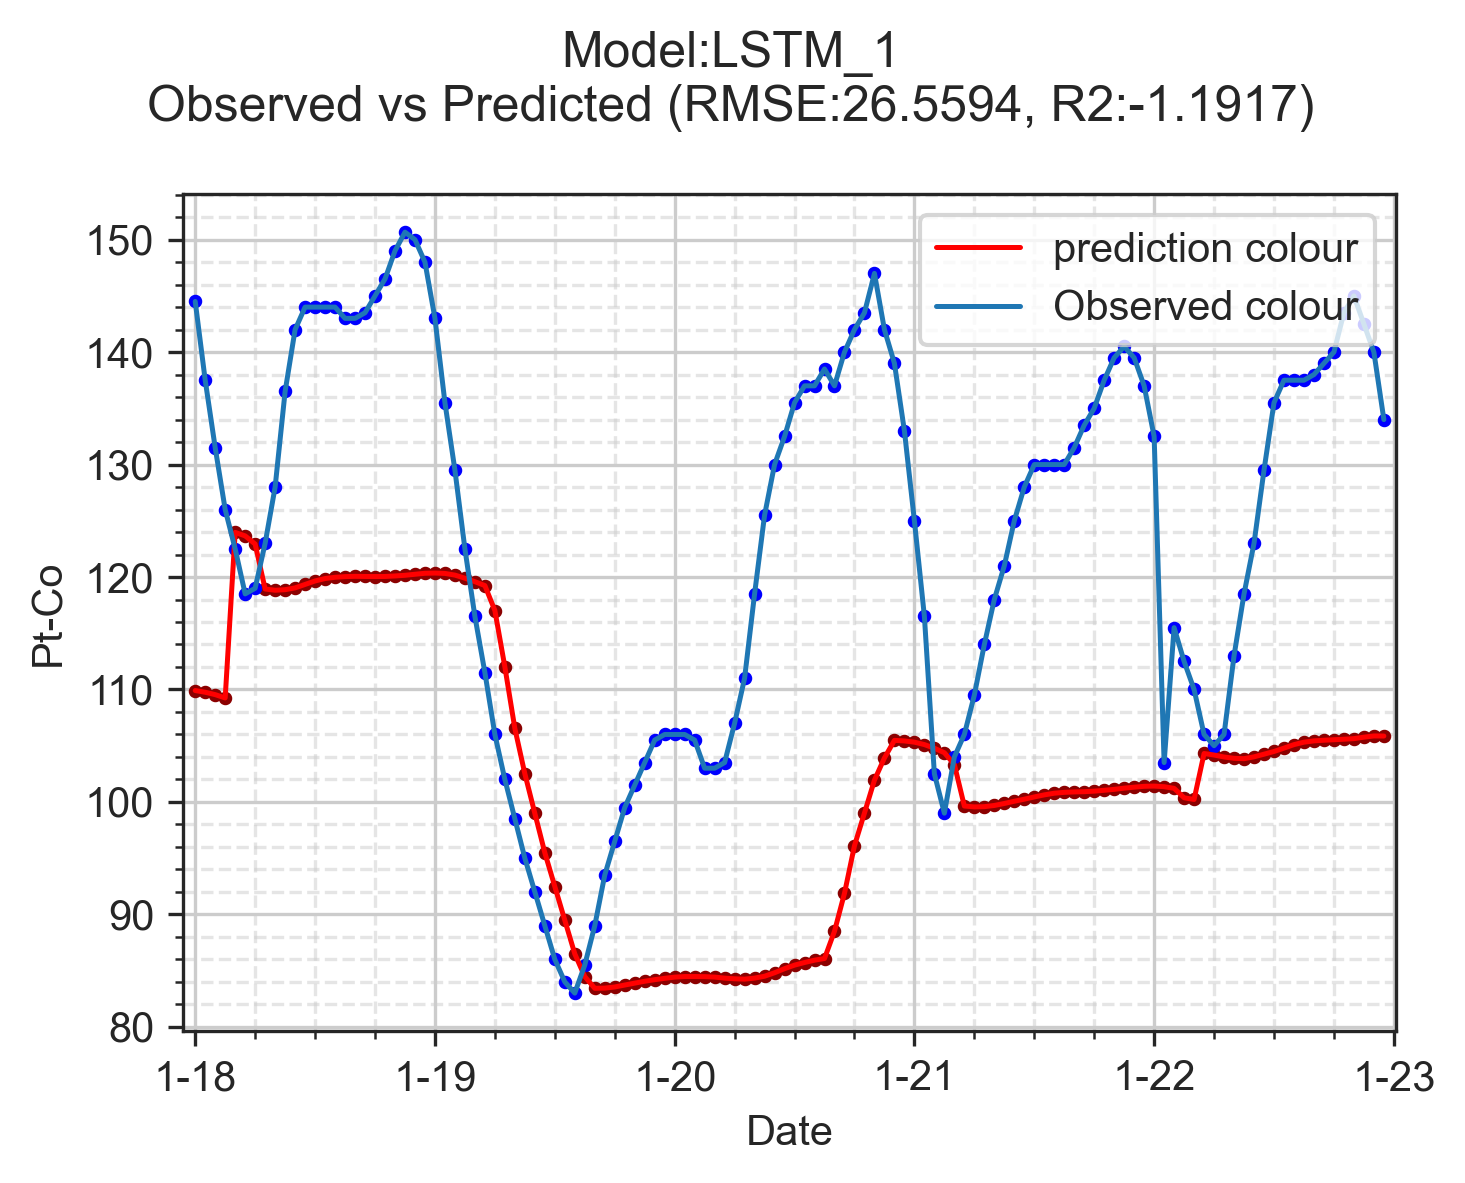 Model:LSTM_1
Observed vs Predicted (RMSE:26.5594, R2:-1.1917)
prediction colour
Observed colour
150
140
130
120
110
100
90
80
Pt-Co
1-18
1-19
1-20
1-21
1-22
1-23
Date